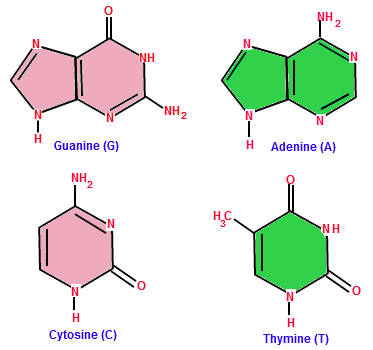 O
N
NH
N
H
N
NH2
Guanine (G)
NH2
N
N
N
H
N
Adenine (A)
NH2
N
N
H
O
Cytosine (C)
O
H3C
NH
N
H
O
Thymine (T)